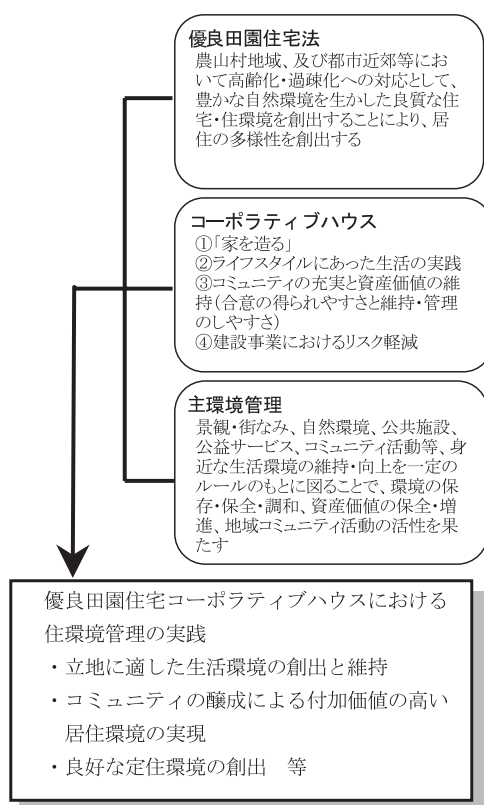 優良田園住宅法
農山村地域、及び都市近郊等にお
いて高齢化・過疎化への対応として、
豊かな自然環境を生かした良質な住
宅・住環境を創出することにより、居
住の多様性を創出する
コーポラティブハウス
①「家を造る」
②ライフスタイルにあった生活の実践
③コミュニティの充実と資産価値の維
持(合意の得られやすさと維持・管理
のしやすさ)
④建設事業におけるリスク軽減
主環境管理
景観・街なみ、自然環境、公共施設、
公益サービス、コミュニティ活動等、身
近な生活環境の維持・向上を一定の
ルールのもとに図ることで、環境の保
存・保全・調和、資産価値の保全・増
進、地域コミュニティ活動の活性を果
たす
優良田園住宅コーポラティブハウスにおける
住環境管理の実践
・立地に適した生活環境の創出と維持
・コミュニティの醸成による付加価値の高い
居住環境の実現
・良好な定住環境の創出　等